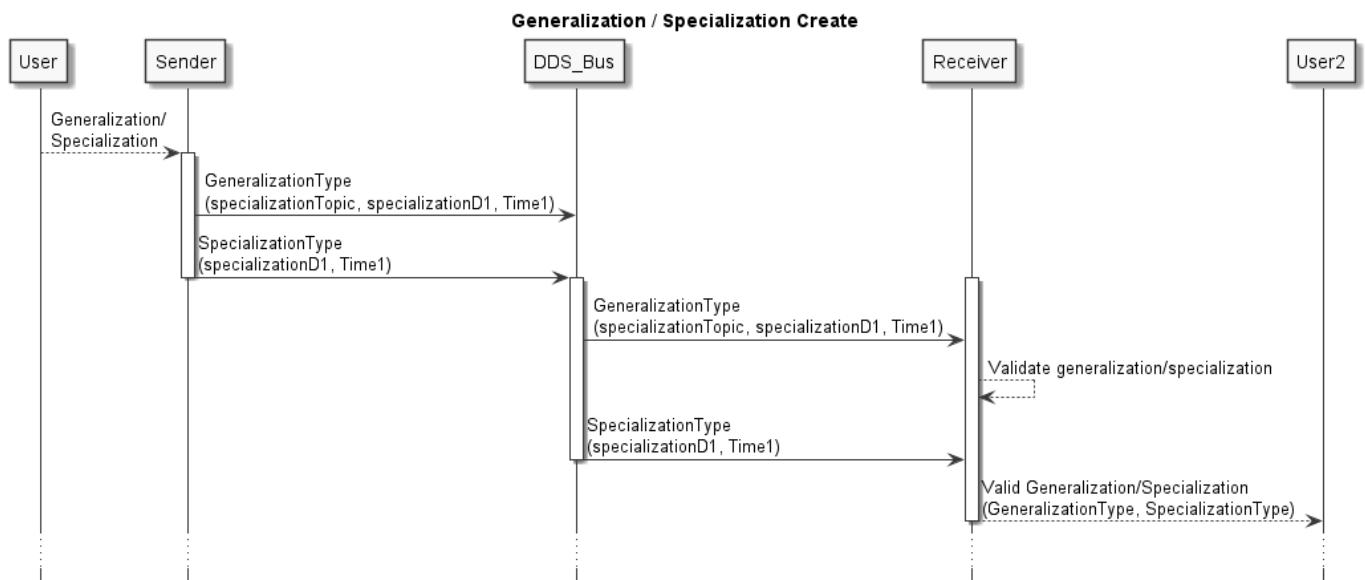 Generalization / Specialization Create
User
Sender
DDS_Bus
Receiver
User2
Generalization/
Specialization
GeneralizationType
(specializationTopic, specializationD1, Time1)
SpecializationType
(specializationD1, Time1)
GeneralizationType
(specializationTopic, specializationD1, Time1)
Validate generalization/specialization
SpecializationType
(specializationD1, Time1)
Valid Generalization/Specialization
(GeneralizationType, SpecializationType)